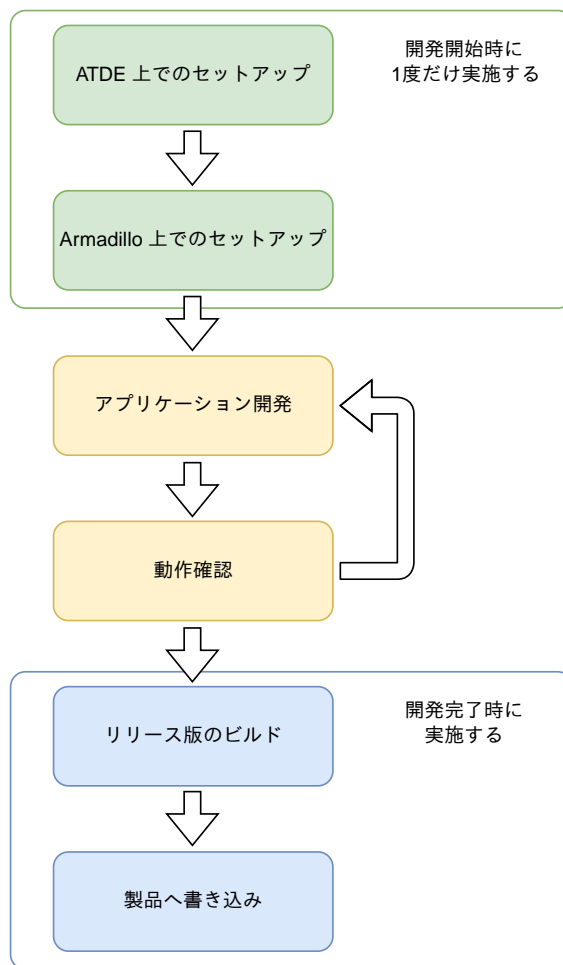 ATDE 上でのセットアップ
開発開始時に
1度だけ実施する
Armadillo 上でのセットアップ
アプリケーション開発
動作確認
リリース版のビルド
開発完了時に
実施する
製品へ書き込み